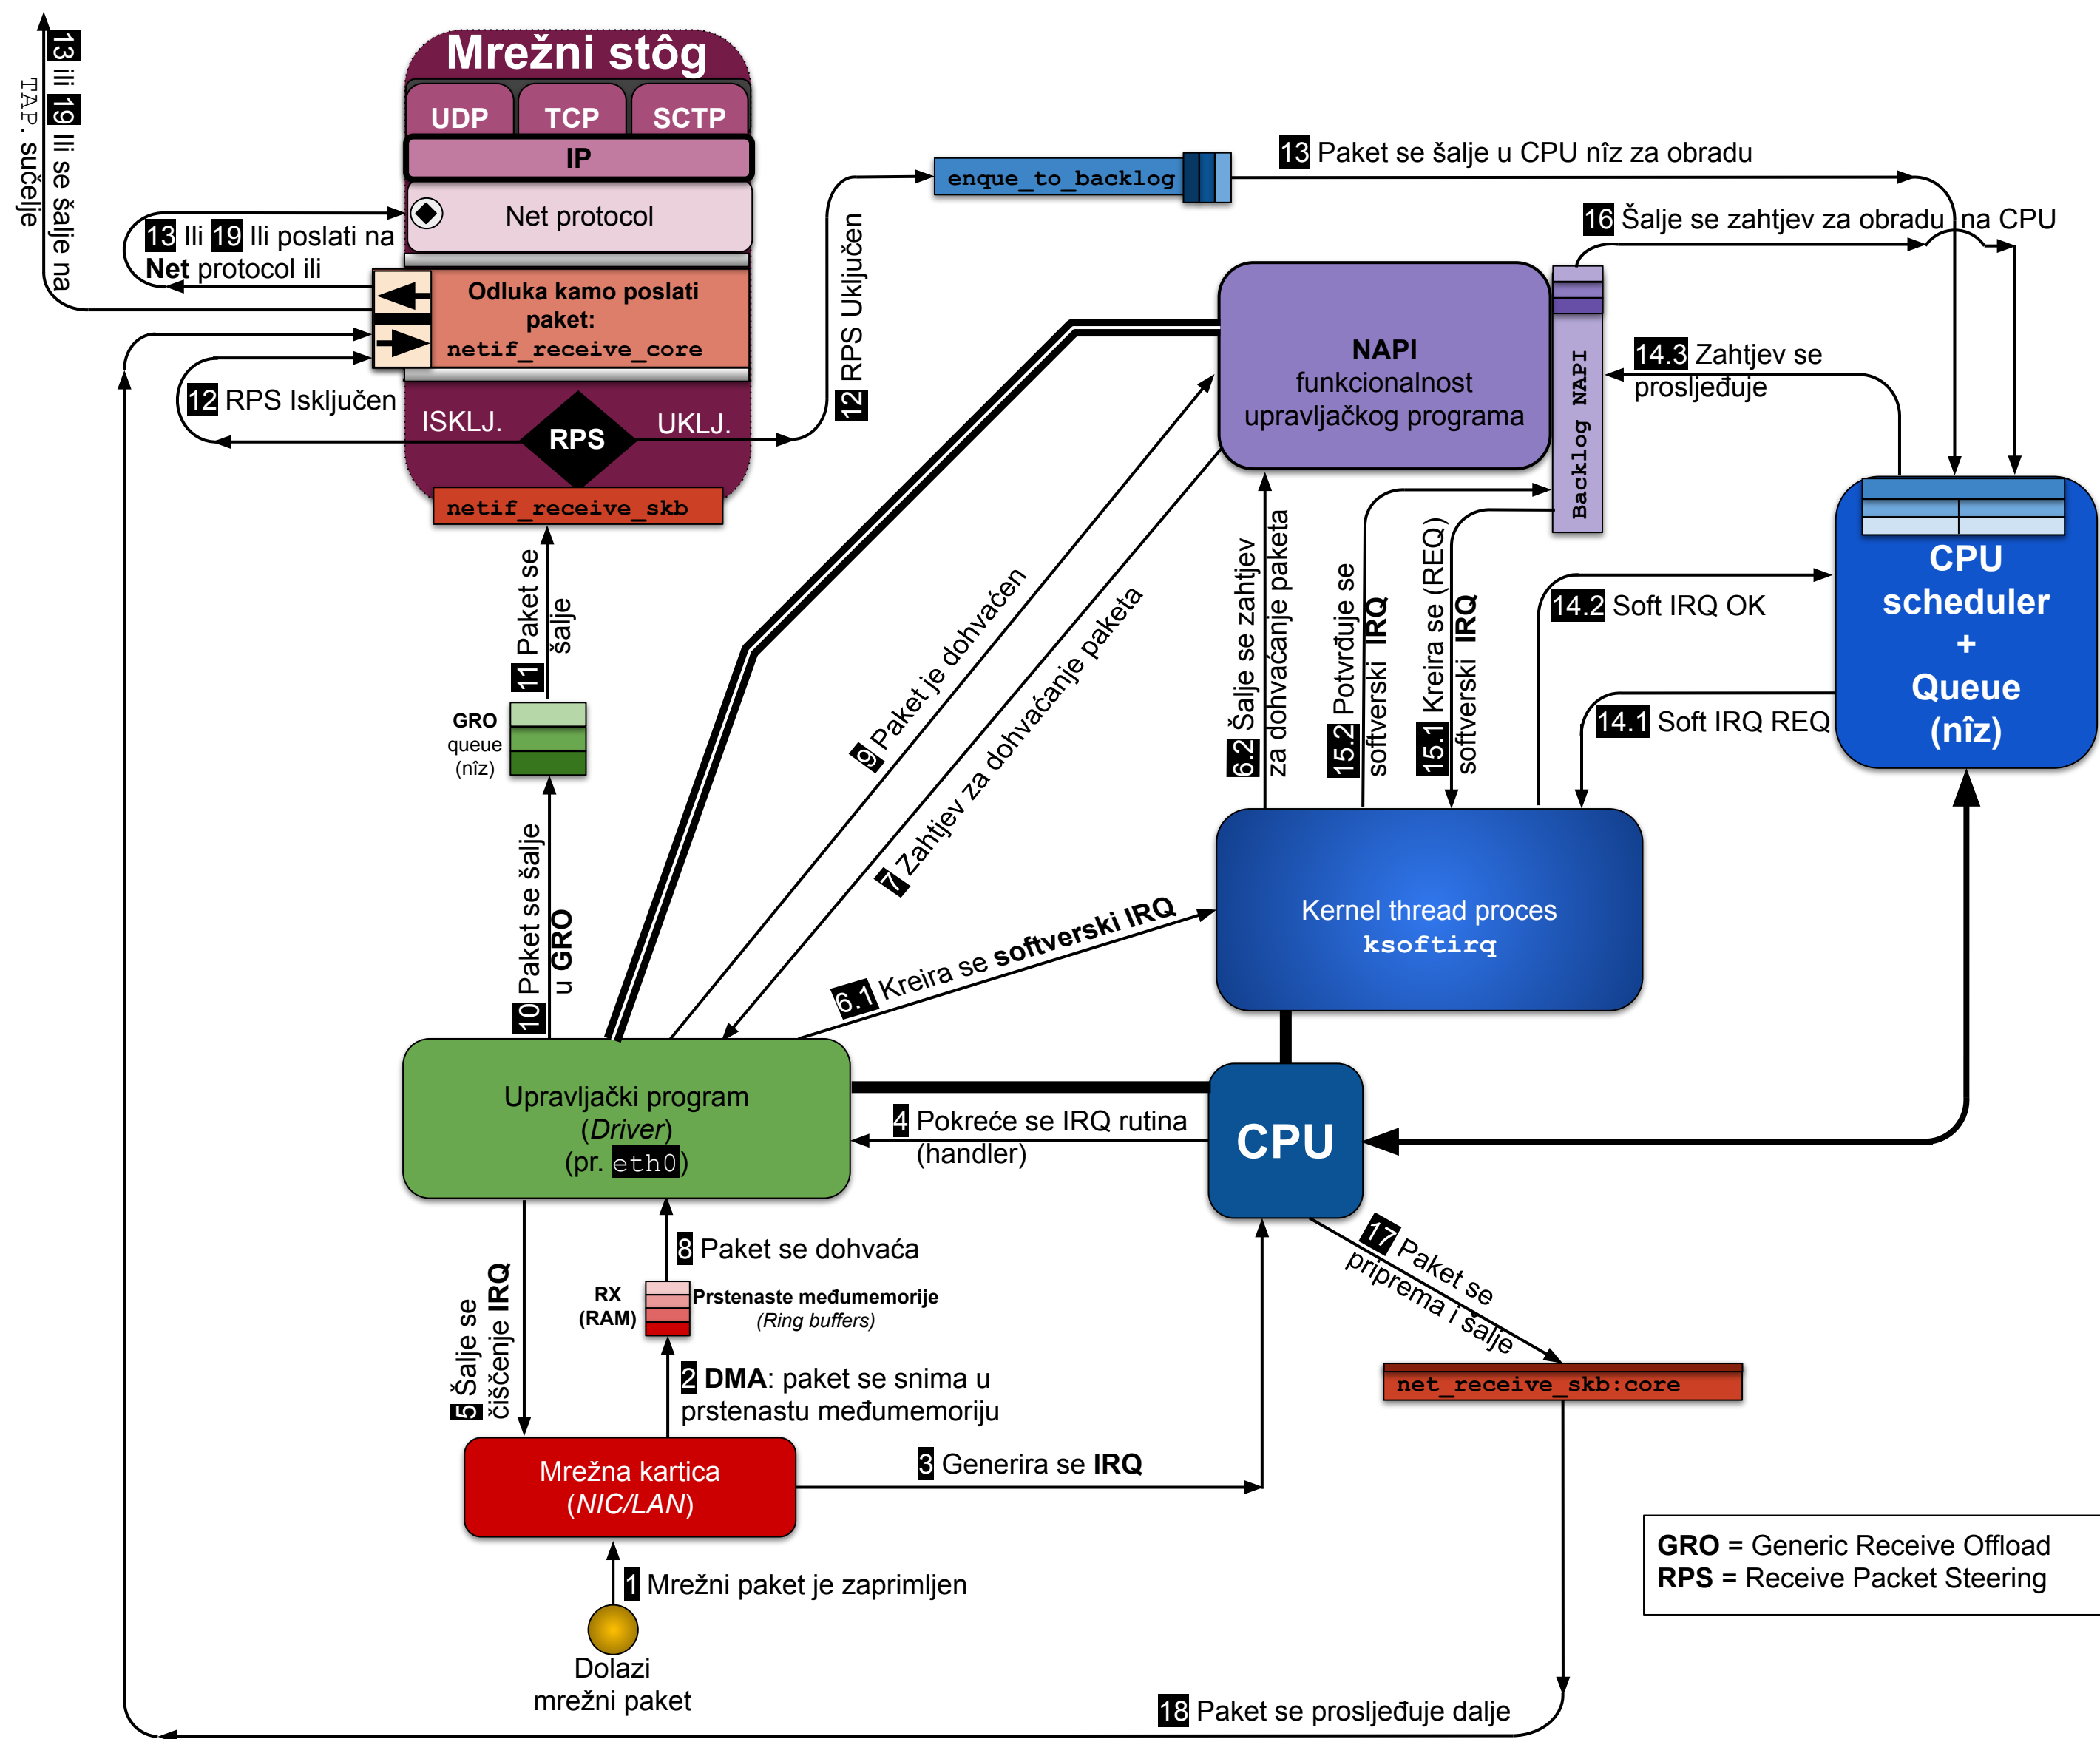 13 ili 19 Ili se šalje na
TAP. sučelje
Mrežni stôg
UDP
TCP
SCTP
IP
Net protocol
13 Ili 19 Ili poslati na
Net protocol ili
Odluka kamo poslati
paket:
netif_receive_core
12 RPS Isključen
ISKLJ.
RPS
UKLJ.
netif_receive_skb
12 RPS Uključen
enque_to_backlog
13 Paket se šalje u CPU nîz za obradu
16 Šalje se zahtjev za obradu na CPU
NAPI
funkcionalnost
upravljačkog programa
Backlog NAPI
14.3 Zahtjev se
prosljeđuje
CPU
scheduler
+
Queue
(nîz)
14.2 Soft IRQ OK
14.1 Soft IRQ REQ
11 Paket se
šalje
GRO
queue
(nîz)
10 Paket se šalje
u GRO
9 Paket je dohvaćen
7 Zahtjev za dohvaćanje paketa
6.2 Šalje se zahtjev
za dohvaćanje paketa
15.2 Potvrđuje se
softverski IRQ
15.1 Kreira se (REQ)
softverski IRQ
6.1 Kreira se softverski IRQ
Kernel thread proces
ksoftirq
Upravljački program
(Driver)
(pr. eth0)
4 Pokreće se IRQ rutina
(handler)
CPU
5 Šalje se
čiščenje IRQ
8 Paket se dohvaća
RX
(RAM)
Prstenaste međumemorije
(Ring buffers)
2 DMA: paket se snima u
prstenastu međumemoriju
17 Paket se
priprema i šalje
net_receive_skb:core
Mrežna kartica
(NIC/LAN)
3 Generira se IRQ
1 Mrežni paket je zaprimljen
Dolazi
mrežni paket
GRO = Generic Receive Offload
RPS = Receive Packet Steering
18 Paket se prosljeđuje dalje